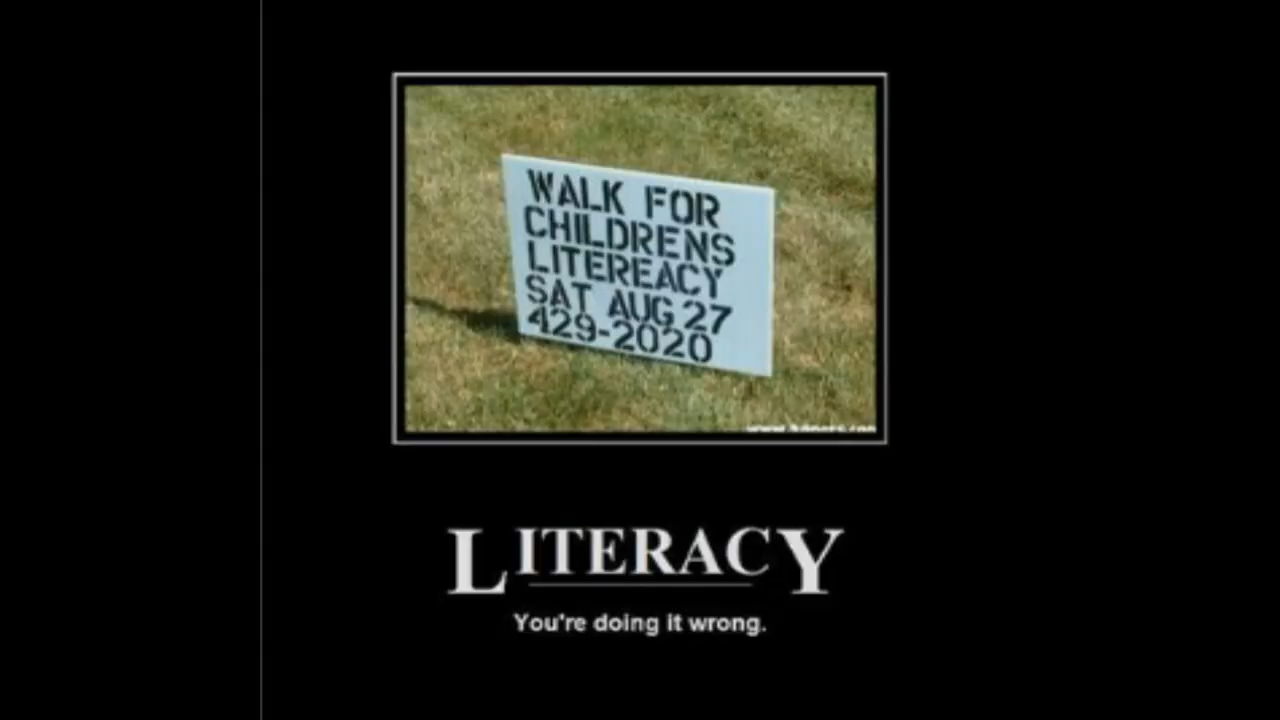 WALK FOR
CHILDRENS
LITEREACY
SAT AUG 27
429-2020
LITERACY
You're doing it wrong.